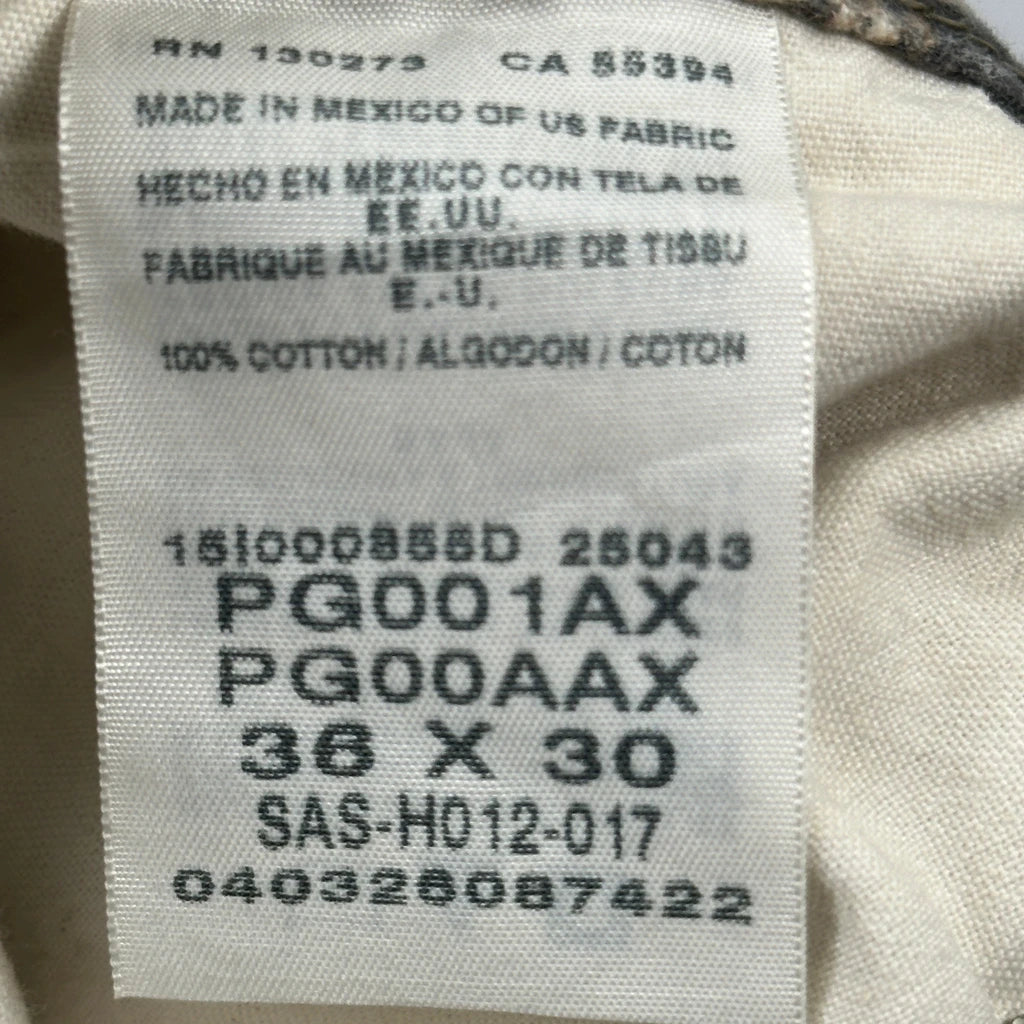 RN 130273 CA 55394
MADE IN MEXICO OF US FABRIC
HECHO EN MEXICO CON TELA DE
EE.UU.
FABRIQUE AU MEXIQUE DE TISSU
E.-U.
100% COTTON / ALGODON / COTON
25043
PG001AX
PG00AAX
36 X 30
SAS-H012-017
040326087422